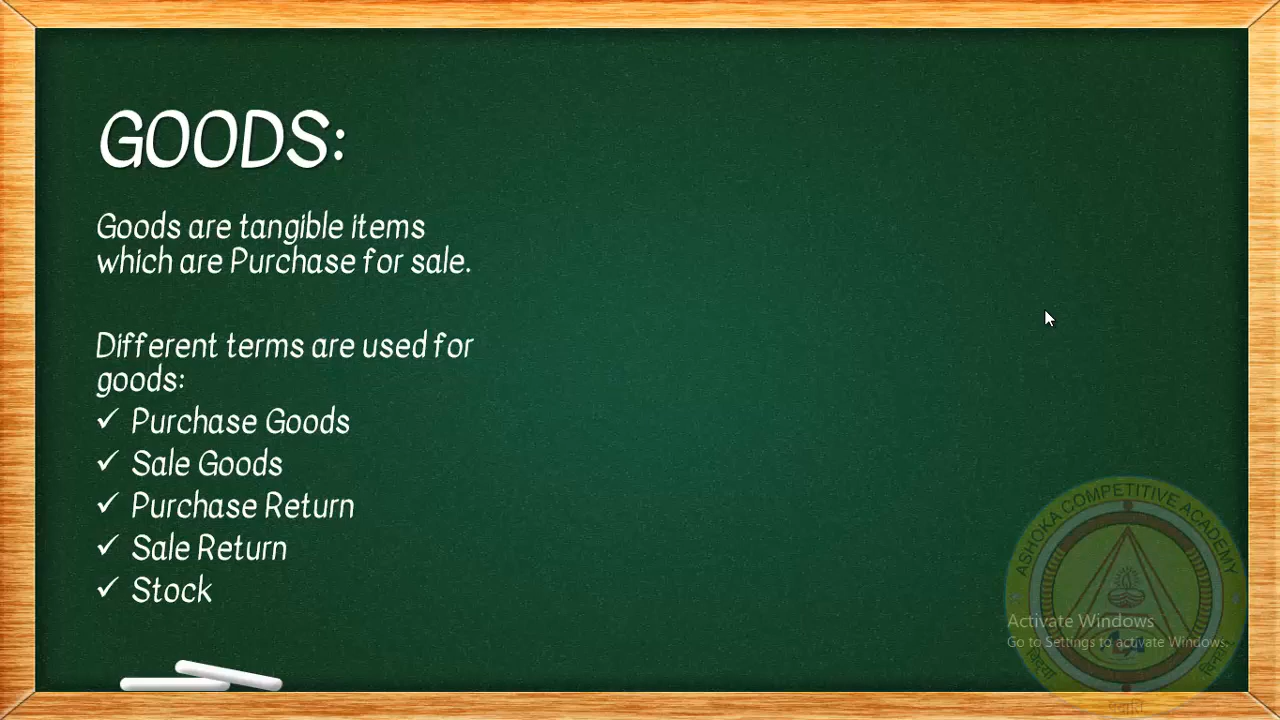 GOODS:
Goods are tangible items
which are Purchase for sale.
Different terms are used for
goods:
✓ Purchase Goods
✓ Sale Goods
✓ Purchase Return
✓ Sale Return
✓ Stock
ASHOKA COMPETITIVE ACADEMY
Activate Windows
Go to Settings to activate Windows.